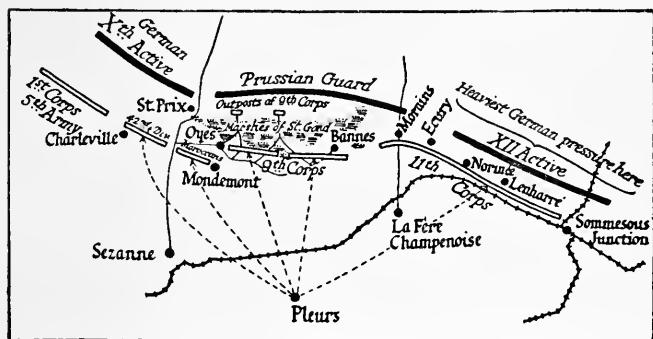 German
Xth Active
1st Corps
5th Army
St. Prix
Prussian Guard
Outposts of 9th Corps
Marshes of St. Gond
Charleville
42nd Div
Moroccans
Oyes
Mondemont
9th Corps
Bannes
Morains
Ecury
Heaviest German pressure here
XII Active
Normée
Lenharré
11th
Corps
Sommesous
Junction
La Fère
Champenoise
Sezanne
Pleurs